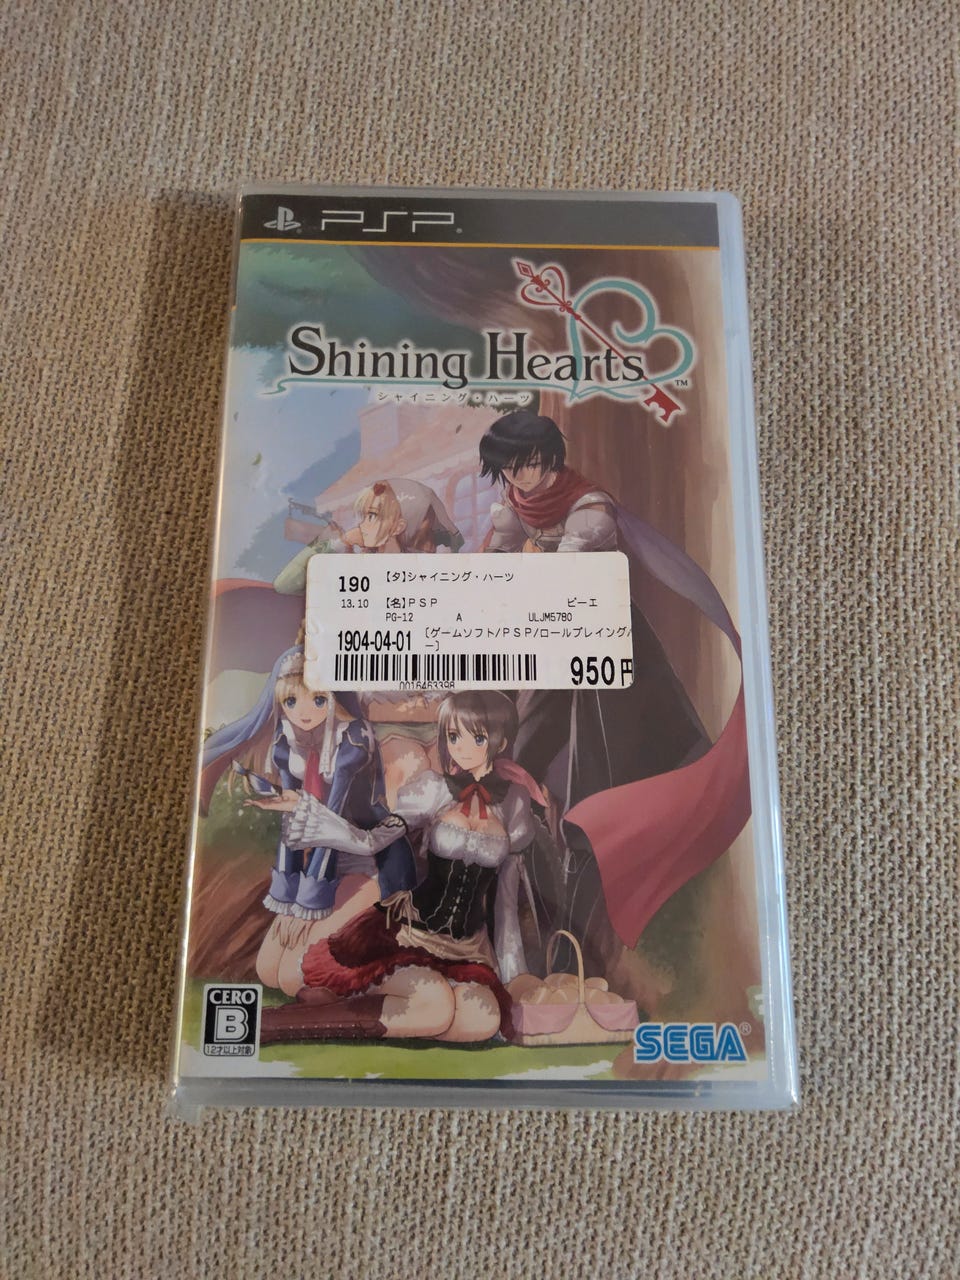 PSP®
Shining Hearts™
シャイニング・ハーツ
190 【タ】シャイニング・ハーツ
13.10 【名】PSP ピーエ
PG-12 A ULJM5780
1904-04-01 〔ゲームソフト/PSP/ロールプレイング/
ー〕
0016463398 950円
CERO
B
12才以上対象
SEGA®